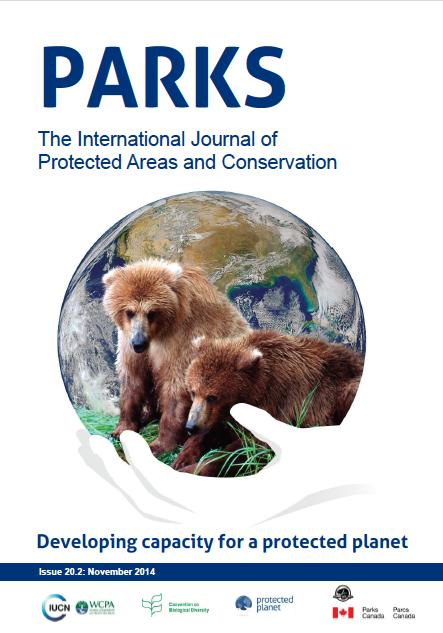 PARKS
The International Journal of
Protected Areas and Conservation
Developing capacity for a protected planet
Issue 20.2: November 2014
IUCN
WCPA
Convention on
Biological Diversity
protected
planet
Parks
Canada
Parcs
Canada